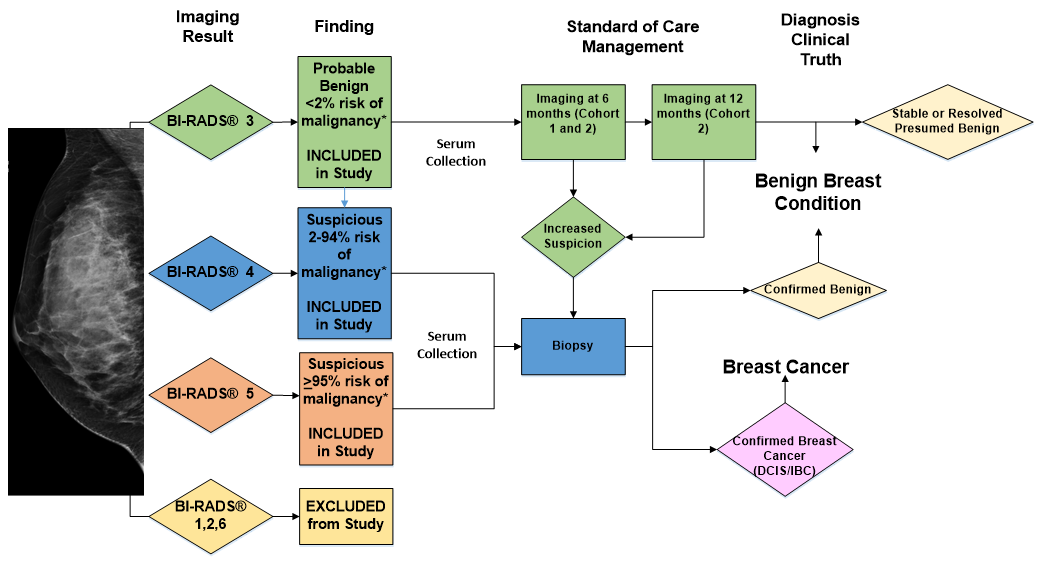 Imaging
Result
Finding
Standard of Care
Management
Diagnosis
Clinical
Truth
BI-RADS® 3
Probable
Benign
<2% risk of
malignancy*
INCLUDED
in Study
Serum
Collection
Imaging at 6
months (Cohort
1 and 2)
Imaging at 12
months (Cohort
2)
Stable or Resolved
Presumed Benign
Benign Breast
Condition
Increased
Suspicion
BI-RADS® 4
Suspicious
2-94% risk
of
malignancy*
INCLUDED
in Study
Confirmed Benign
Serum
Collection
Biopsy
BI-RADS® 5
Suspicious
≥95% risk of
malignancy*
INCLUDED
in Study
Breast Cancer
Confirmed Breast
Cancer
(DCIS/IBC)
BI-RADS®
1,2,6
EXCLUDED
from Study